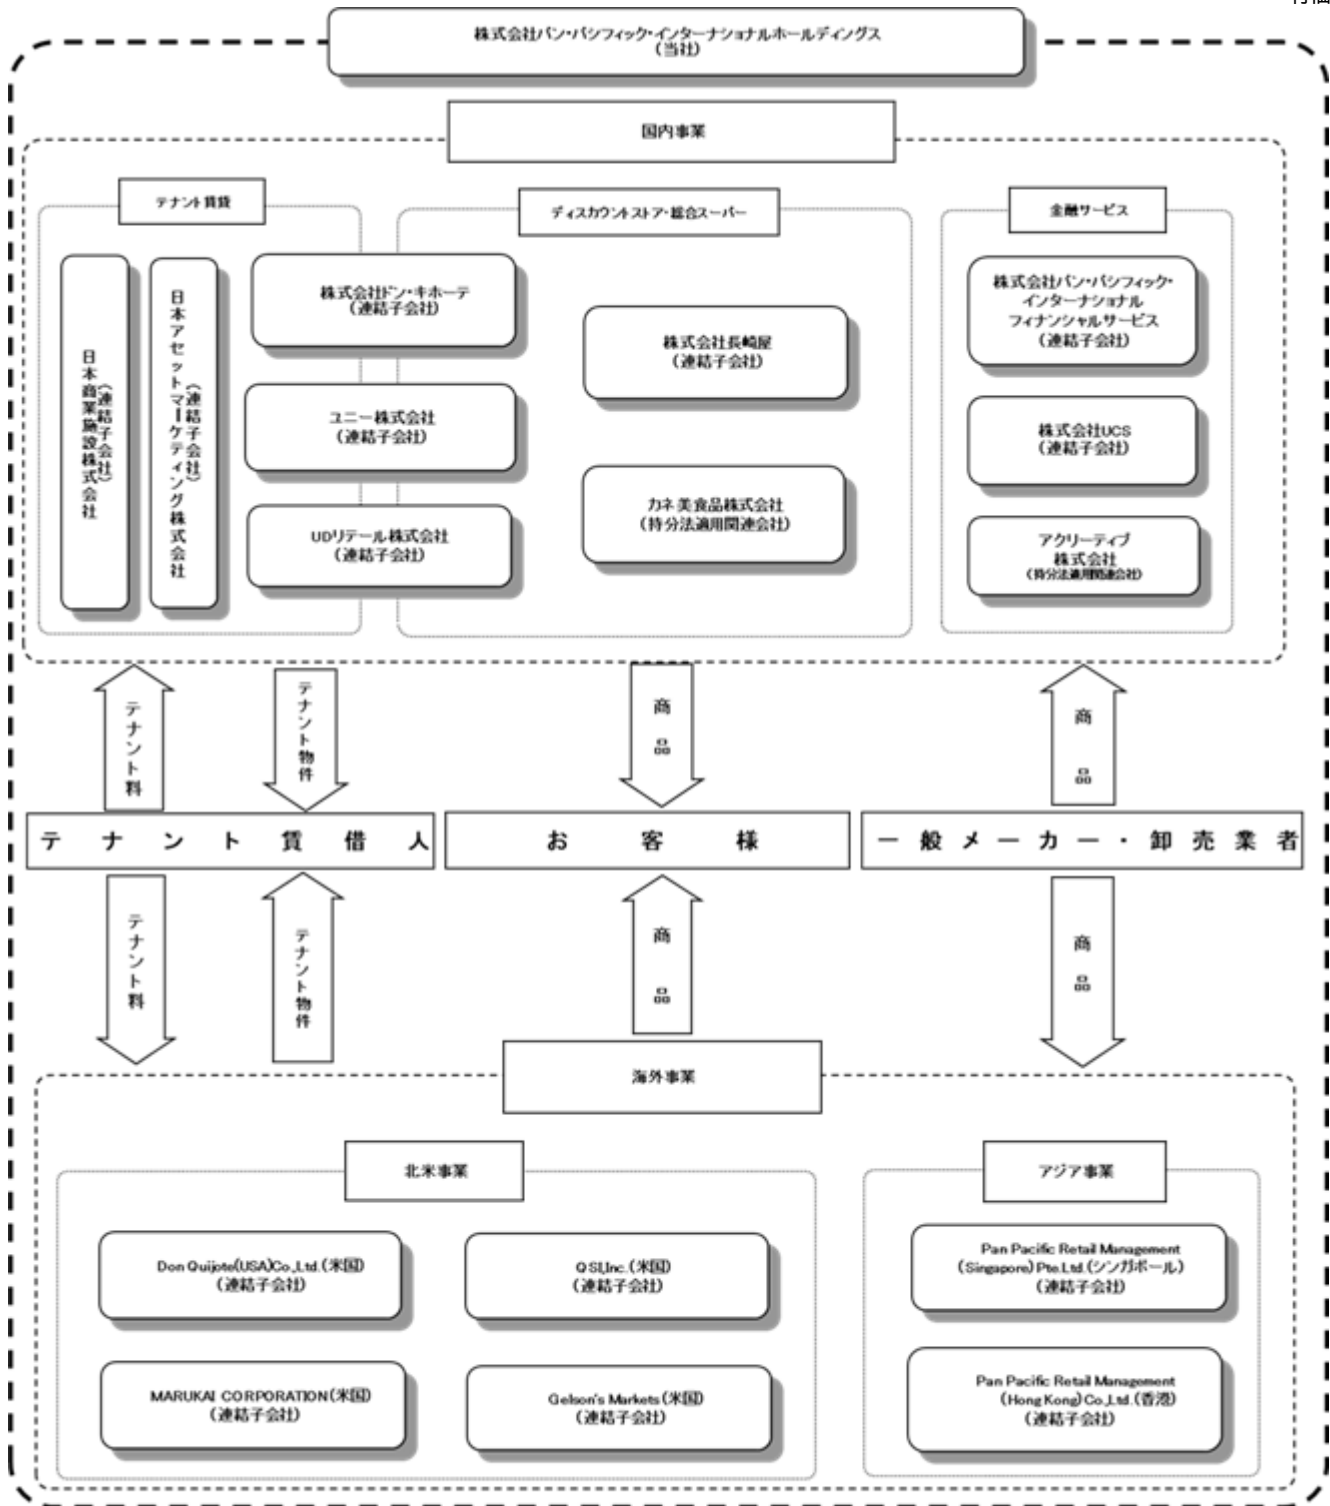 株式会社パン・パシフィック・インターナショナルホールディングス
(当社)
国内事業
テナント賃貸
日本商業施設株式会社
(連結子会社)
日本アセットマーケティング株式会社
(連結子会社)
株式会社ドン・キホーテ
(連結子会社)
ユニー株式会社
(連結子会社)
UDリテール株式会社
(連結子会社)
ディスカウントストア・総合スーパー
株式会社長崎屋
(連結子会社)
カネ美食品株式会社
(持分法適用関連会社)
金融サービス
株式会社パン・パシフィック・
インターナショナル
フィナンシャルサービス
(連結子会社)
株式会社UCS
(連結子会社)
アクリーティブ
株式会社
(持分法適用関連会社)
テナント料
テナント物件
商品
商品
テナント賃借人
お客様
一般メーカー・卸売業者
テナント料
テナント物件
商品
商品
海外事業
北米事業
Don Quijote(USA)Co.,Ltd.(米国)
(連結子会社)
QSI,Inc.(米国)
(連結子会社)
MARUKAI CORPORATION(米国)
(連結子会社)
Gelson's Markets(米国)
(連結子会社)
アジア事業
Pan Pacific Retail Management
(Singapore)Pte.Ltd.(シンガポール)
(連結子会社)
Pan Pacific Retail Management
(Hong Kong)Co.,Ltd.(香港)
(連結子会社)